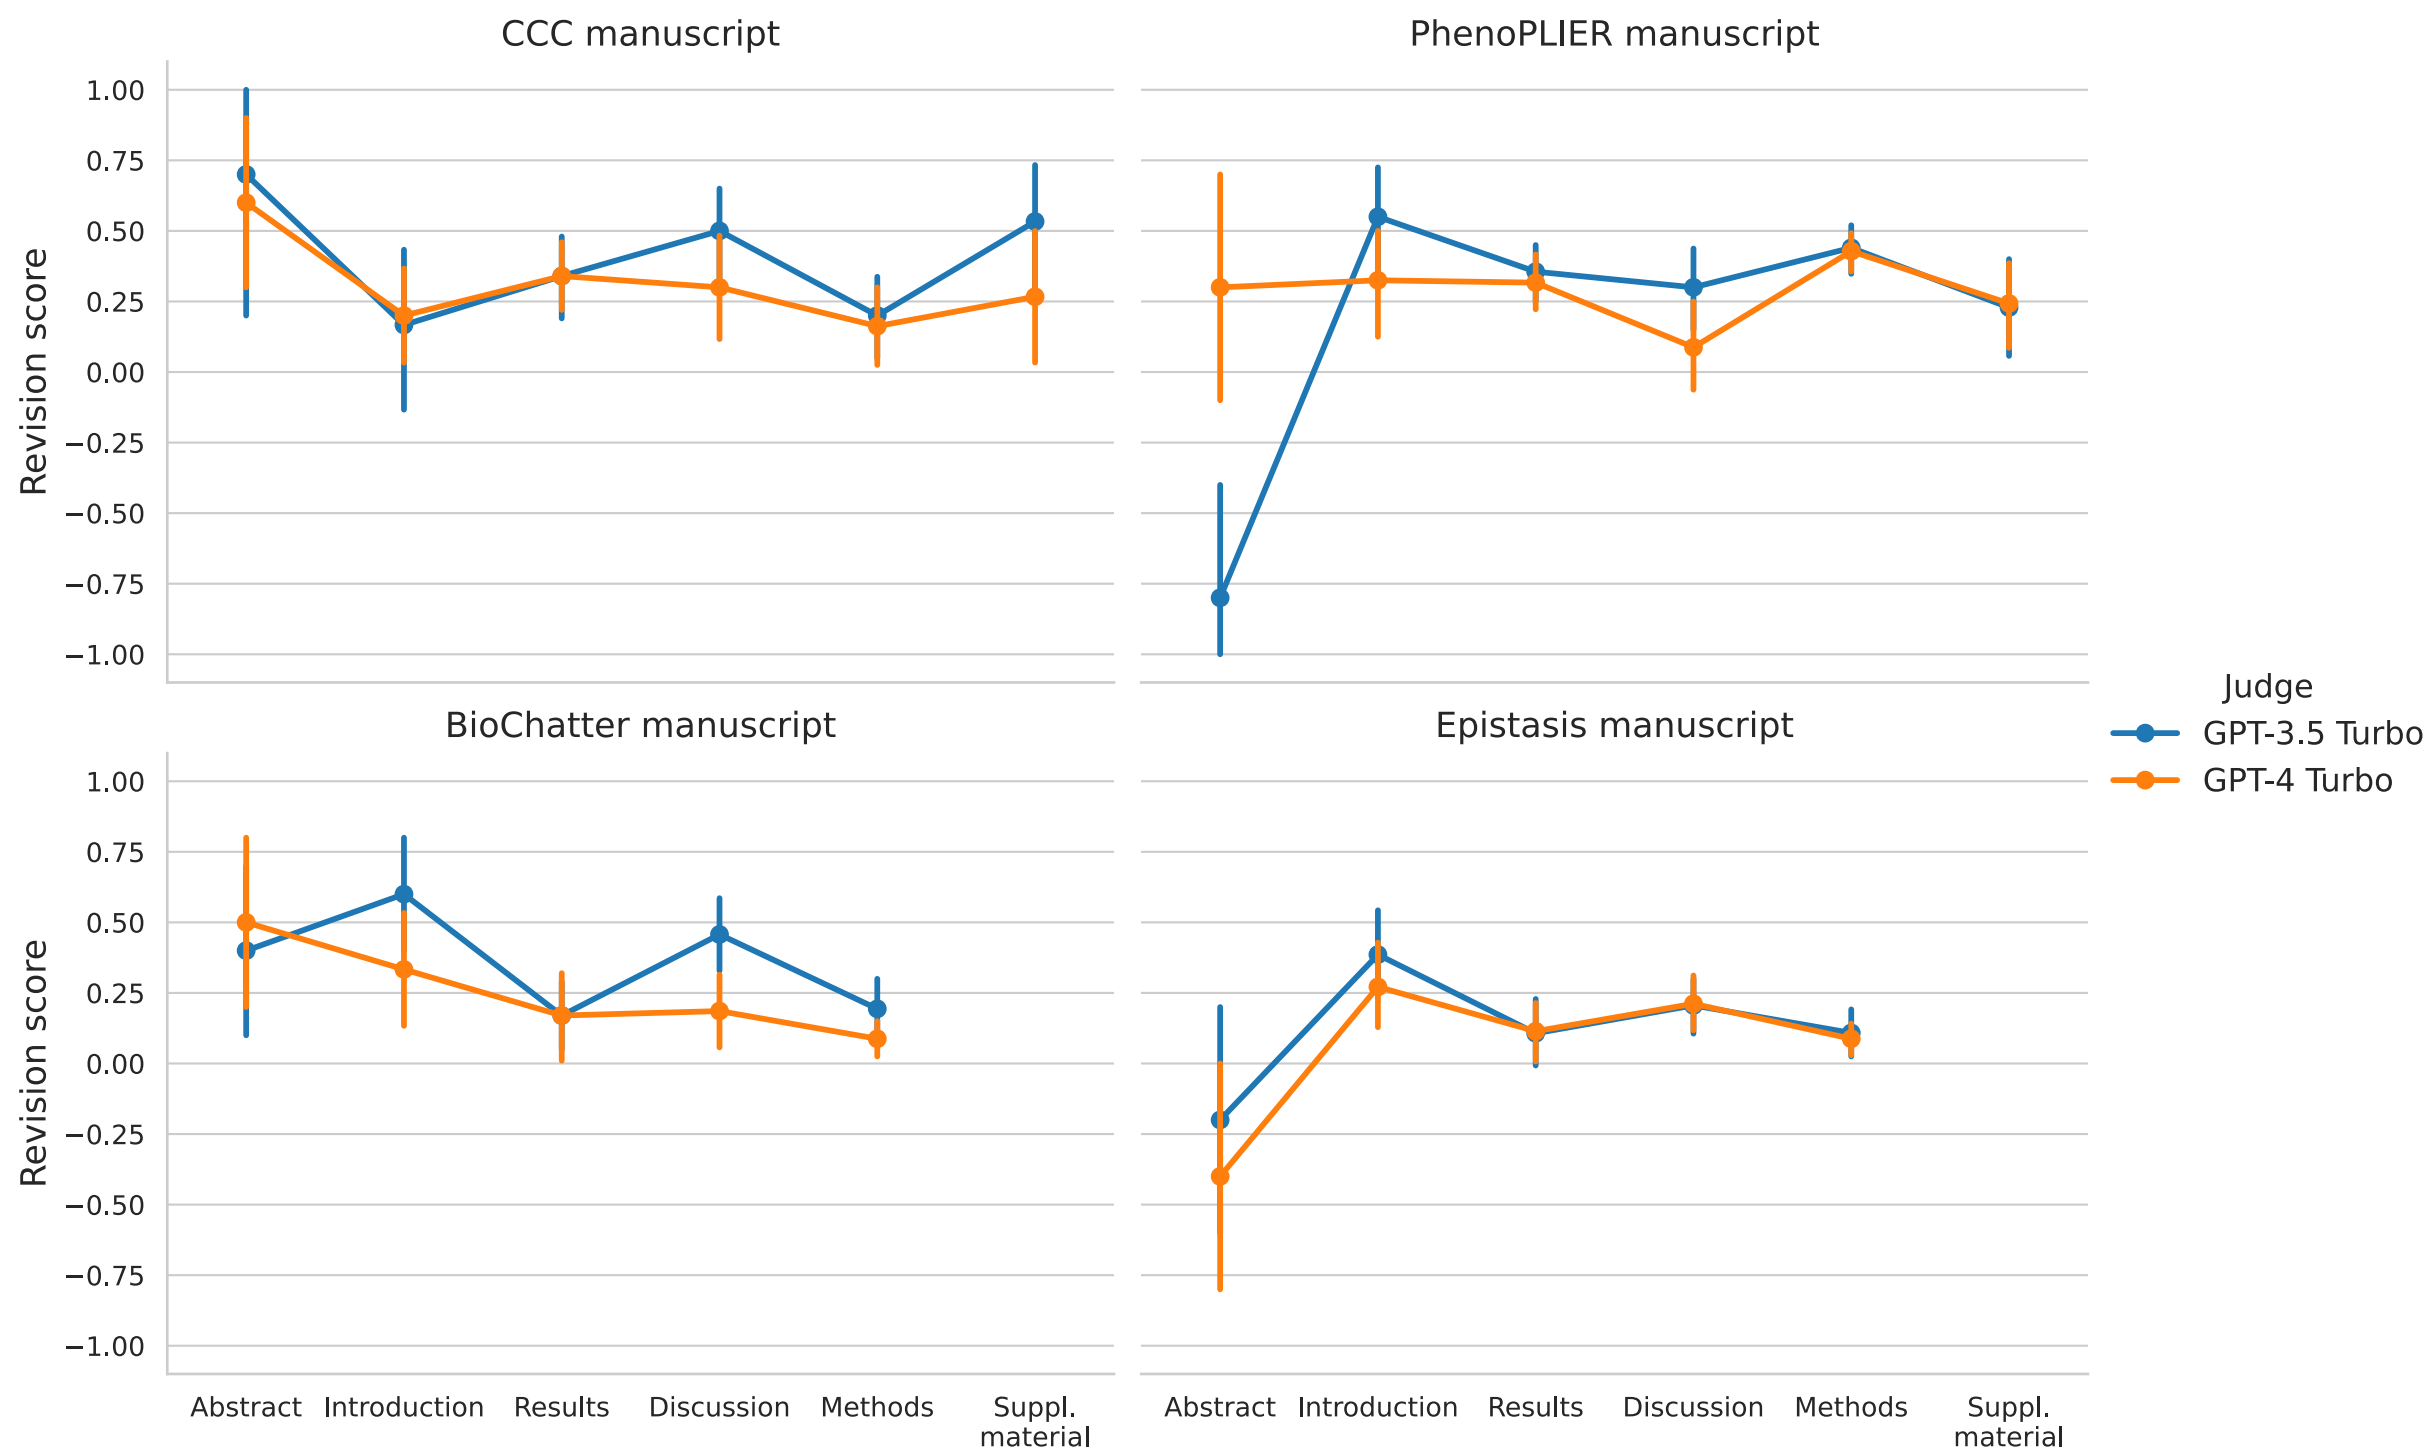 CCC manuscript
PhenoPLIER manuscript
1.00
0.75
0.50
0.25
0.00
−0.25
−0.50
−0.75
−1.00
Revision score
BioChatter manuscript
Epistasis manuscript
Judge
GPT-3.5 Turbo
GPT-4 Turbo
1.00
0.75
0.50
0.25
0.00
−0.25
−0.50
−0.75
−1.00
Revision score
Abstract Introduction Results Discussion Methods Suppl.
material
Abstract Introduction Results Discussion Methods Suppl.
material